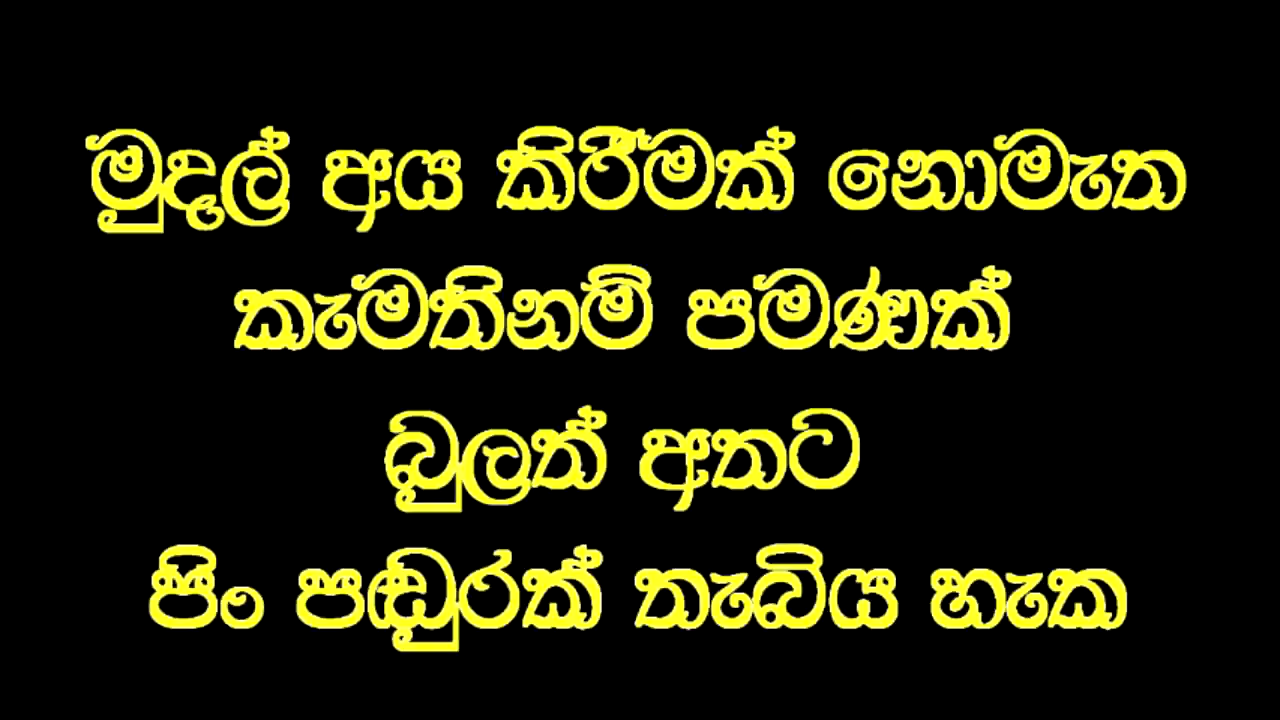 මුදල් අය කිරීමක් නොමැත
කැමතිනම් පමණක්
බුලත් අතට
පිං පඬුරක් තැබිය හැක